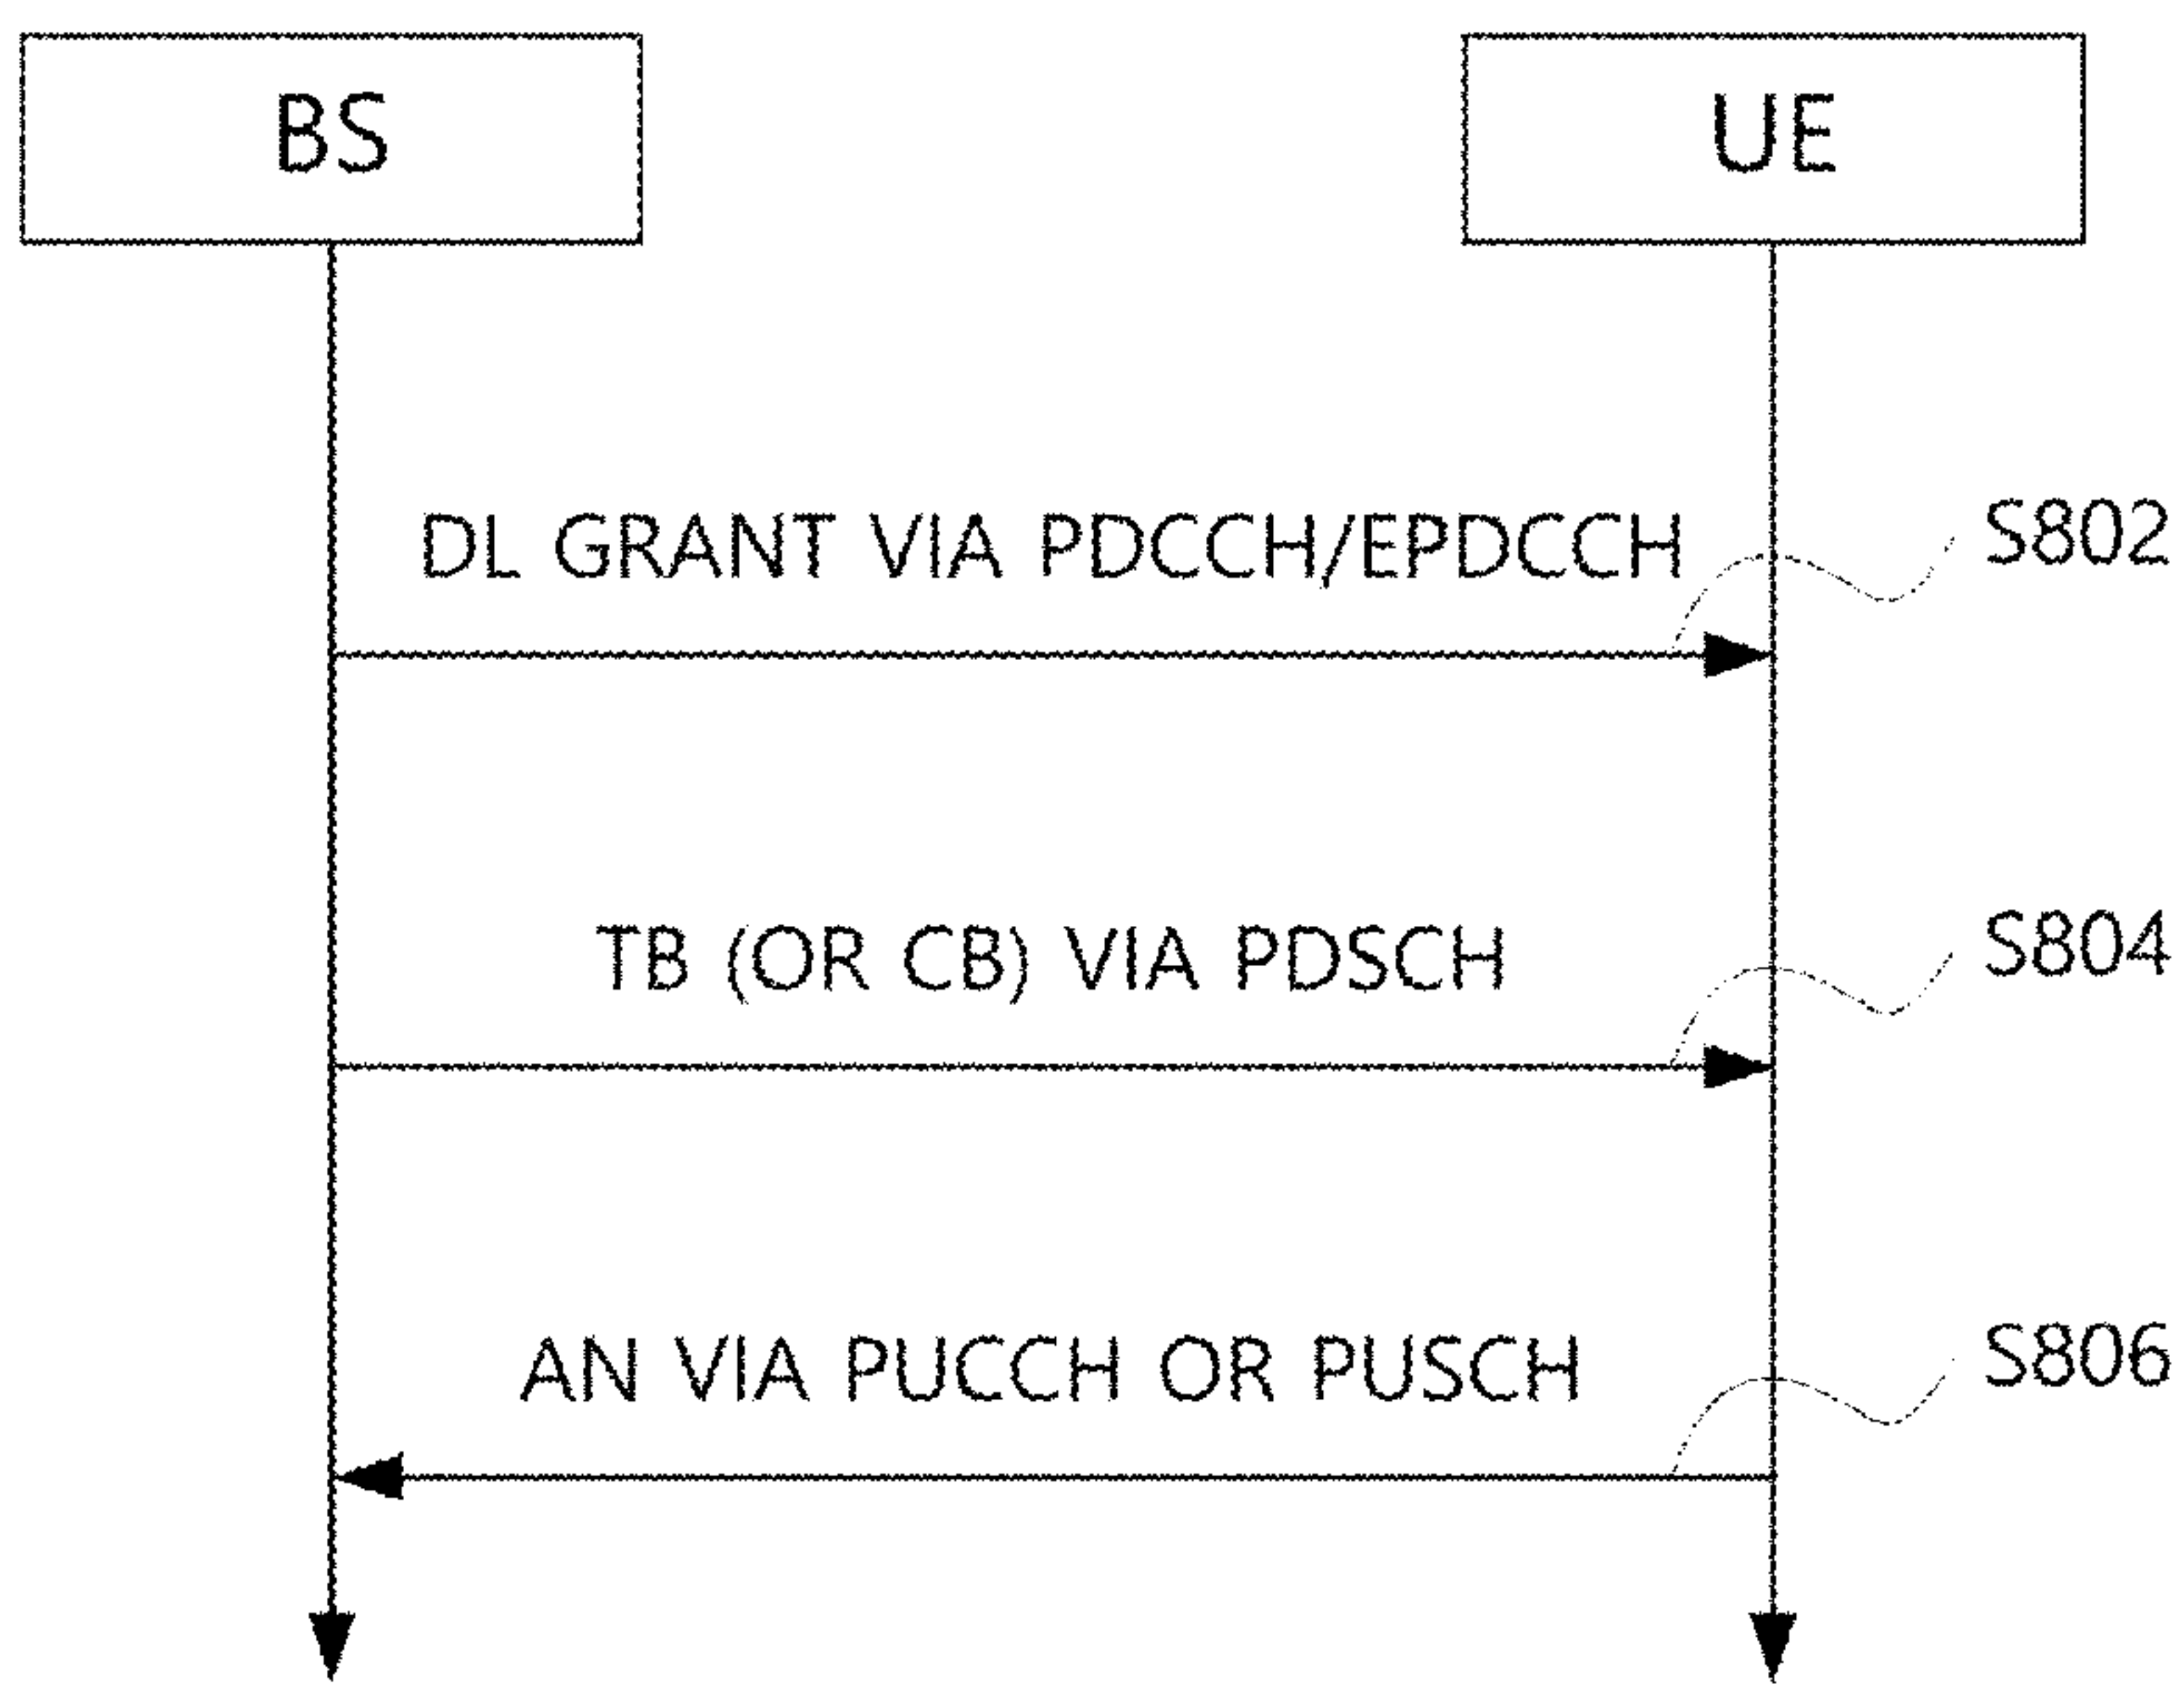 BS
UE
DL GRANT VIA PDCCH/EPDCCH
S802
TB (OR CB) VIA PDSCH
S804
AN VIA PUCCH OR PUSCH
S806